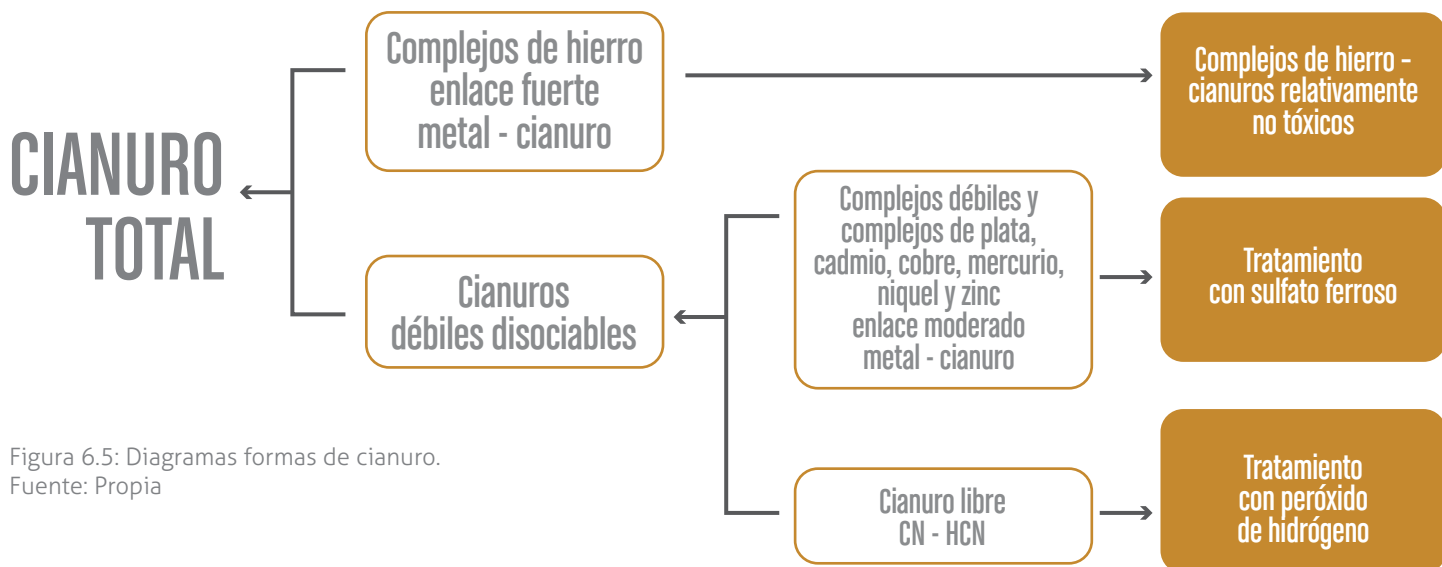 CIANURO
TOTAL
Complejos de hierro
enlace fuerte
metal - cianuro
Complejos de hierro -
cianuros relativamente
no tóxicos
Cianuros
débiles disociables
Complejos débiles y
complejos de plata,
cadmio, cobre, mercurio,
niquel y zinc
enlace moderado
metal - cianuro
Tratamiento
con sulfato ferroso
Cianuro libre
CN - HCN
Tratamiento
con peróxido
de hidrógeno
Figura 6.5: Diagramas formas de cianuro.
Fuente: Propia